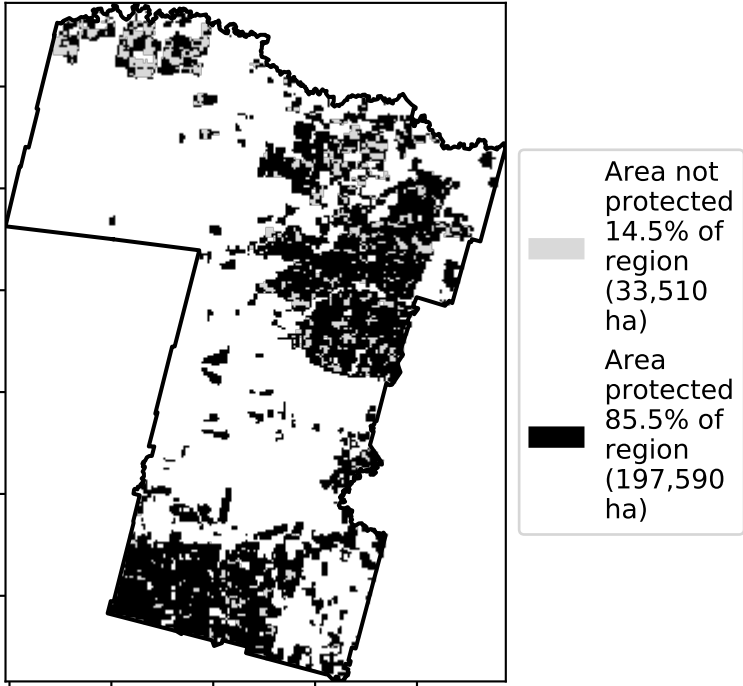 Area not
protected
14.5% of
region
(33,510
ha)
Area
protected
85.5% of
region
(197,590
ha)